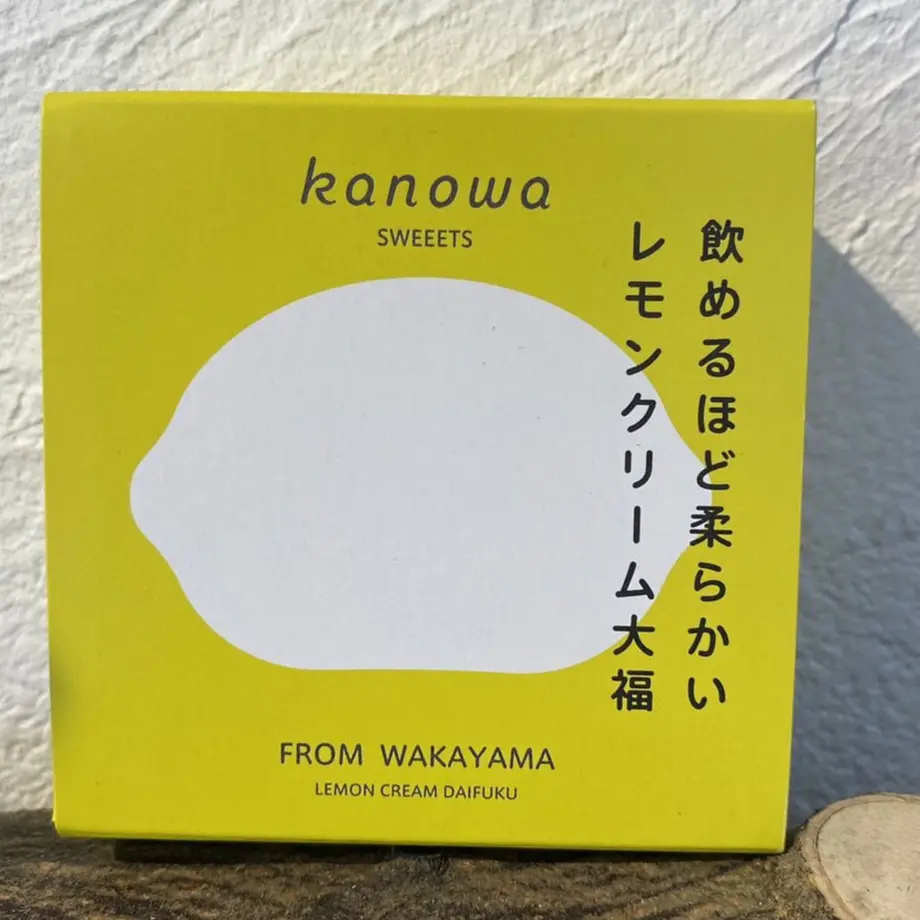 kanowa
SWEEETS
飲めるほど柔らかい
レモンクリーム大福
FROM WAKAYAMA
LEMON CREAM DAIFUKU